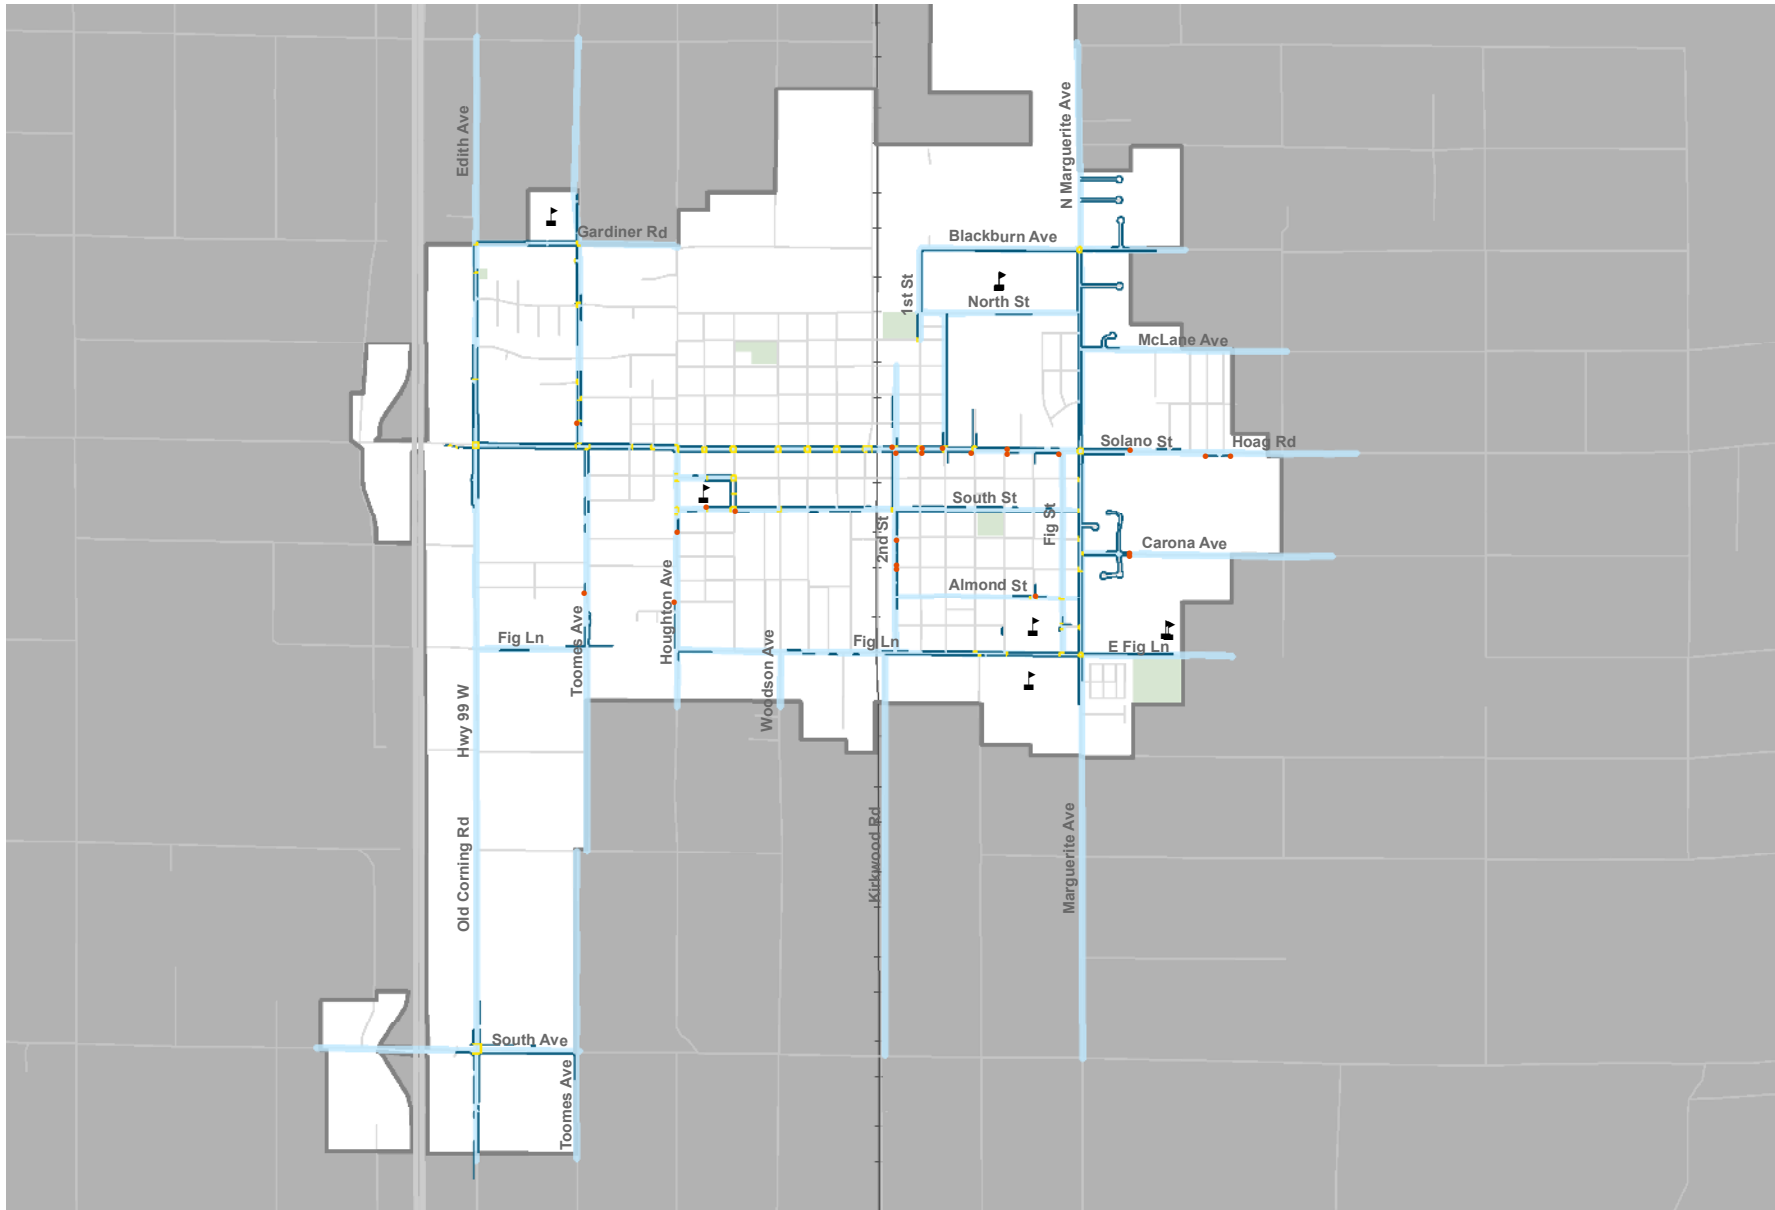 Edith Ave
N Marguerite Ave
Gardiner Rd
Blackburn Ave
1st St
North St
McLane Ave
Solano St
Hoag Rd
South St
Fig St
2nd St
Carona Ave
Houghton Ave
Almond St
Toomes Ave
Fig Ln
Woodson Ave
Fig Ln
E Fig Ln
Hwy 99 W
Old Corning Rd
Kirkwood Rd
Marguerite Ave
South Ave
Toomes Ave